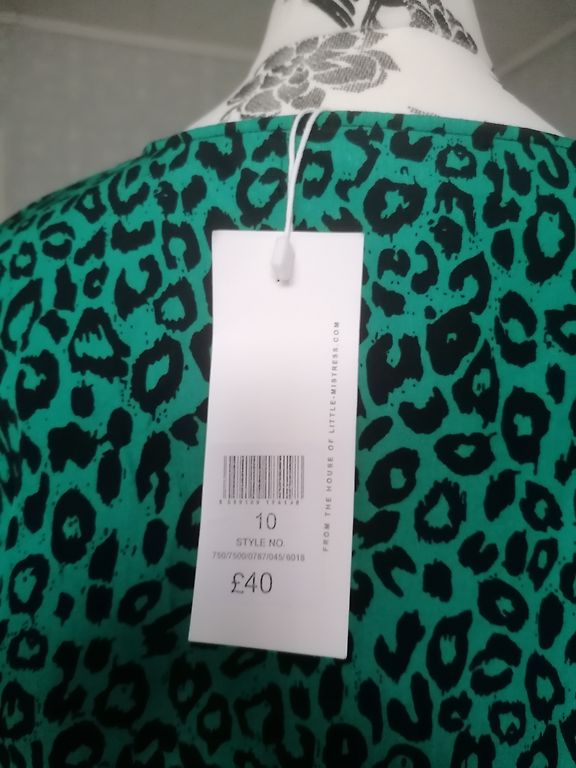 FROM THE HOUSE OF LITTLE-MISTRESS.COM
10
STYLE NO.
750/7500/0787/045/6018
£40